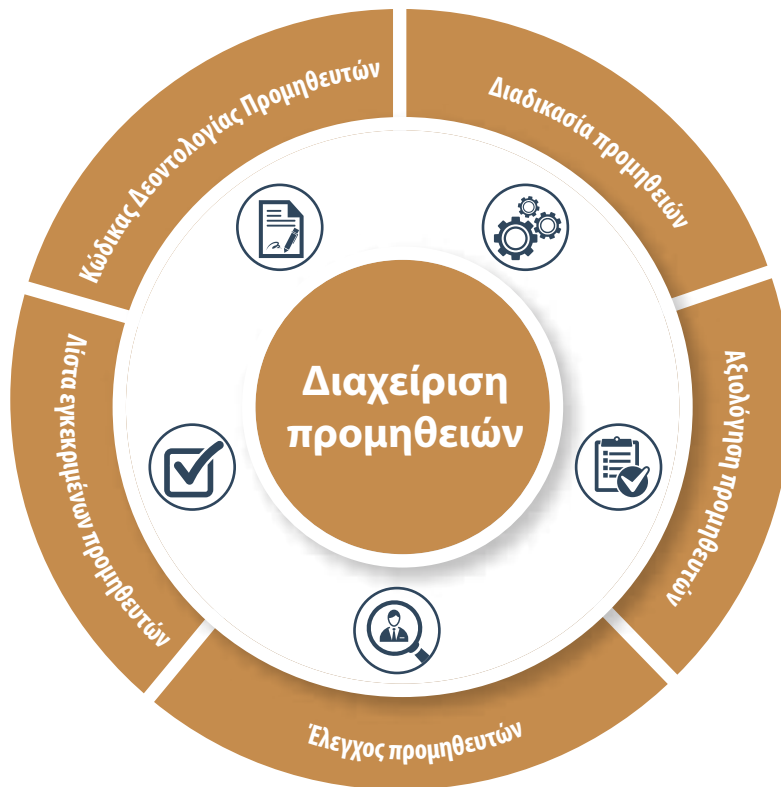 Κώδικας Δεοντολογίας Προμηθευτών
Διαδικασία προμηθειών
Αξιολόγηση προμηθευτών
Έλεγχος προμηθευτών
Λίστα εγκεκριμένων προμηθευτών
Διαχείριση
προμηθειών